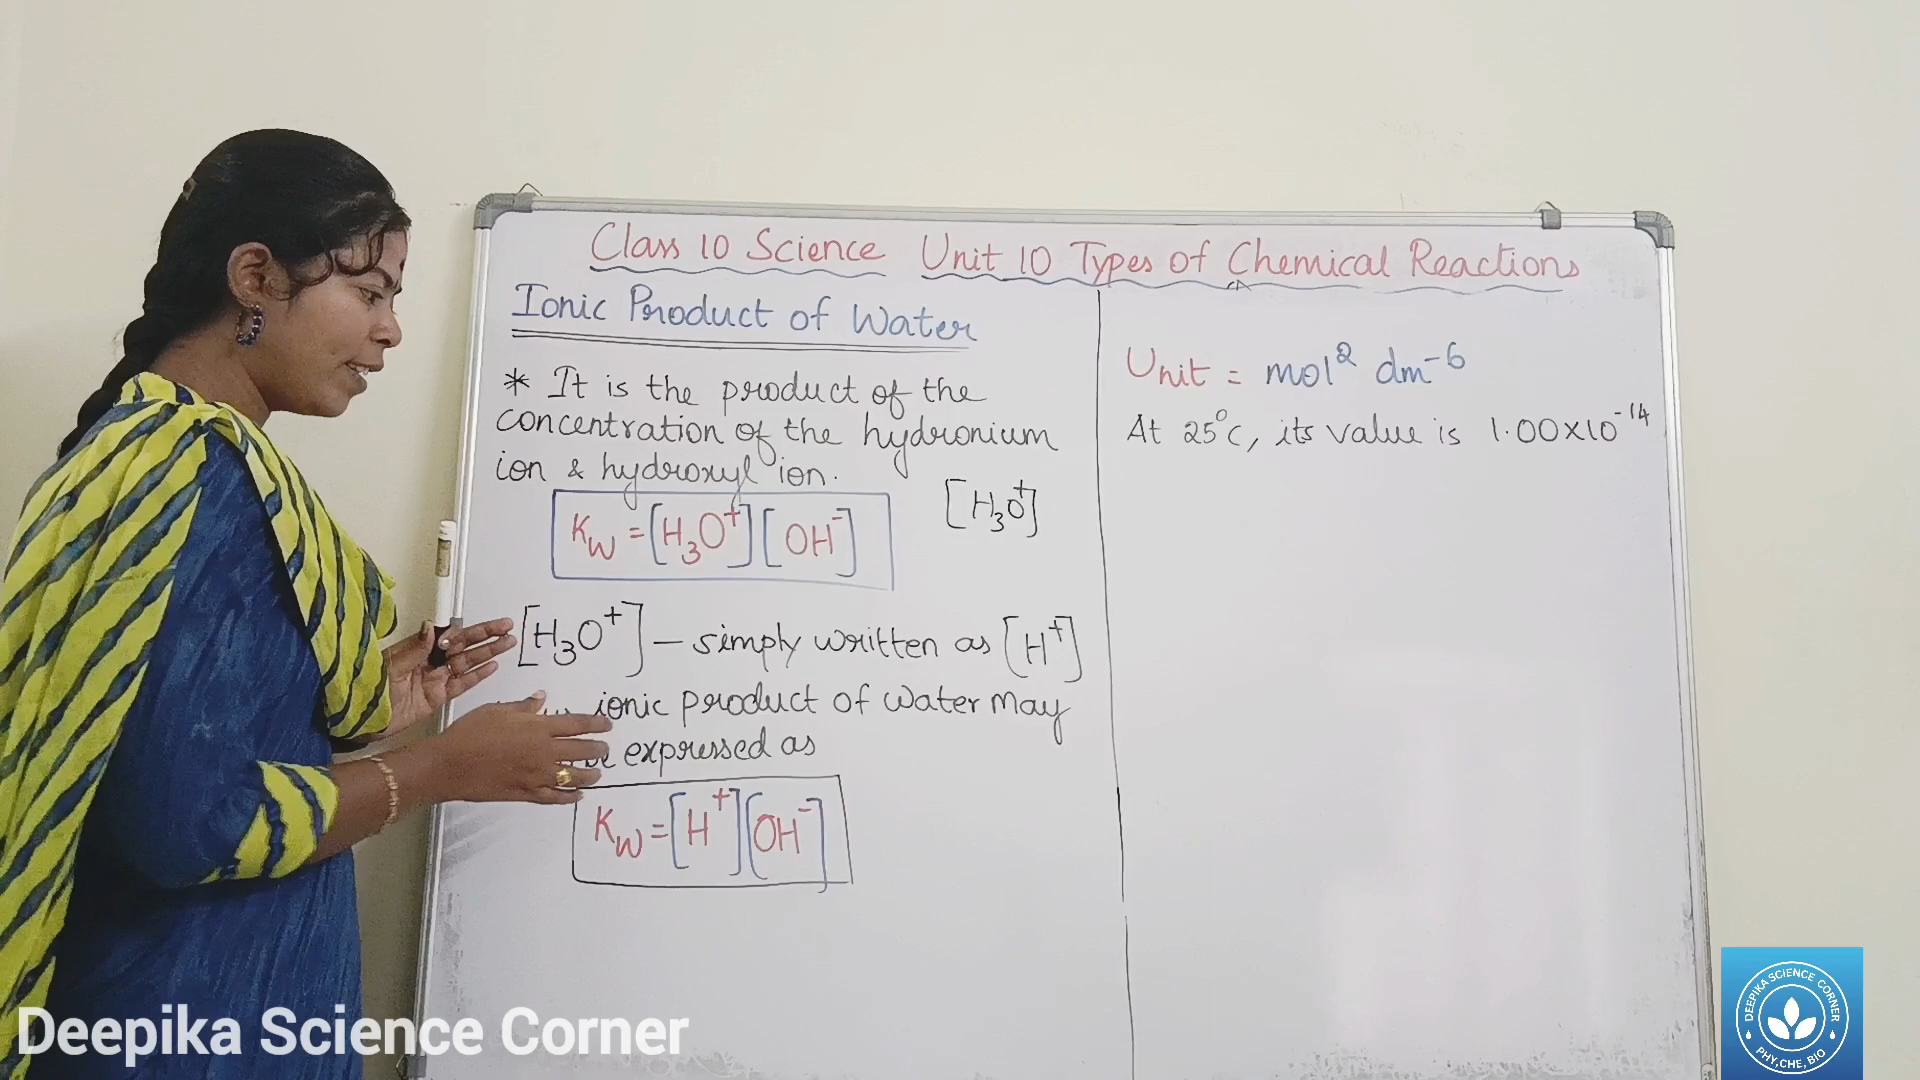 Class 10 Science Unit 10 Types of Chemical Reactions
Ionic Product of Water
* It is the product of the
concentration of the hydronium
ion & hydroxyl ion.
[H₃O⁺]
Kw = [H₃O⁺] [OH⁻]
[H₃O⁺] — simply written as [H⁺]
ionic product of water may
be expressed as
Kw = [H⁺] [OH⁻]
Unit = mol² dm⁻⁶
At 25°C, its value is 1.00×10⁻¹⁴
Deepika Science Corner
DEEPIKA SCIENCE CORNER
PHY,CHE, BIO